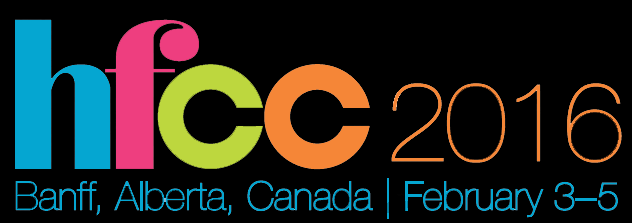 hfcc 2016
Banff, Alberta, Canada | February 3–5